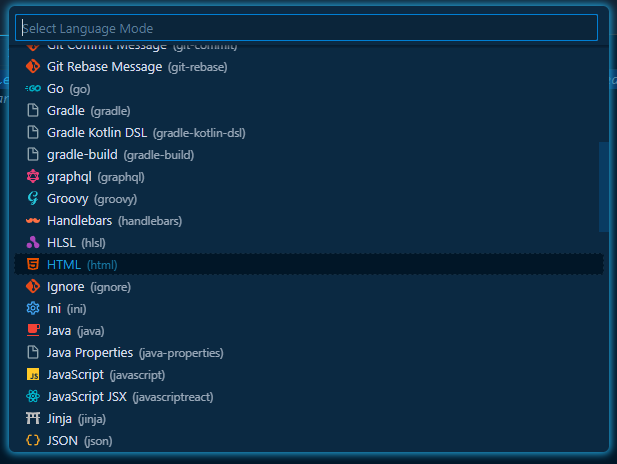 Select Language Mode
Git Commit Message (git-commit)
Git Rebase Message (git-rebase)
GO Go (go)
Gradle (gradle)
Gradle Kotlin DSL (gradle-kotlin-dsl)
gradle-build (gradle-build)
graphql (graphql)
Groovy (groovy)
Handlebars (handlebars)
HLSL (hlsl)
HTML (html)
Ignore (ignore)
Ini (ini)
Java (java)
Java Properties (java-properties)
JS JavaScript (javascript)
JavaScript JSX (javascriptreact)
Jinja (jinja)
{} JSON (json)